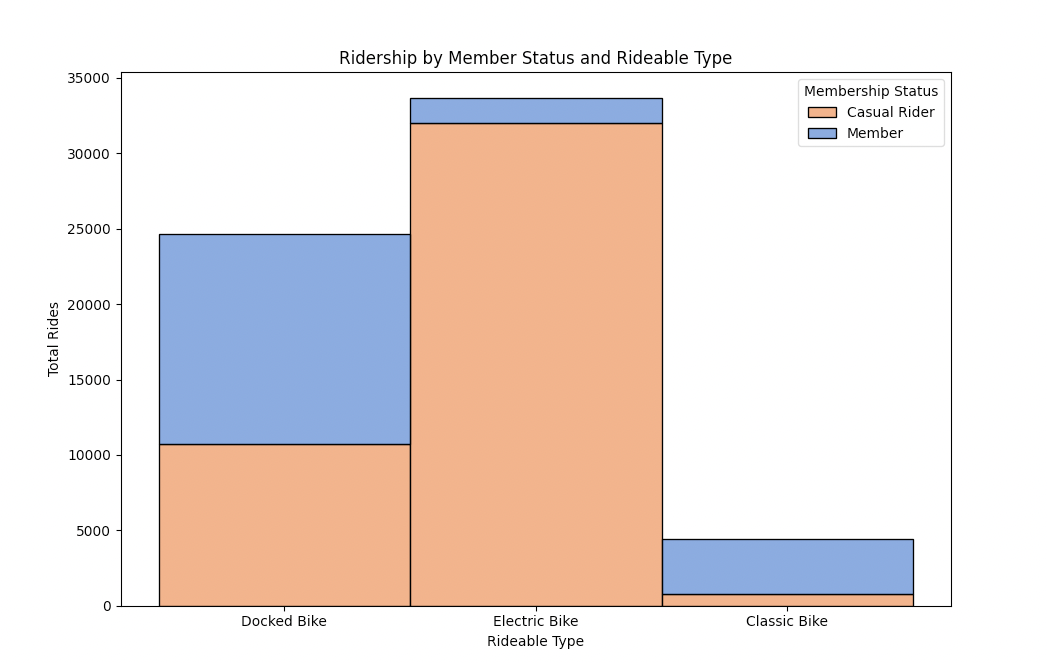 Ridership by Member Status and Rideable Type
Membership Status
Casual Rider
Member
Total Rides
35000
30000
25000
20000
15000
10000
5000
0
Docked Bike
Electric Bike
Classic Bike
Rideable Type